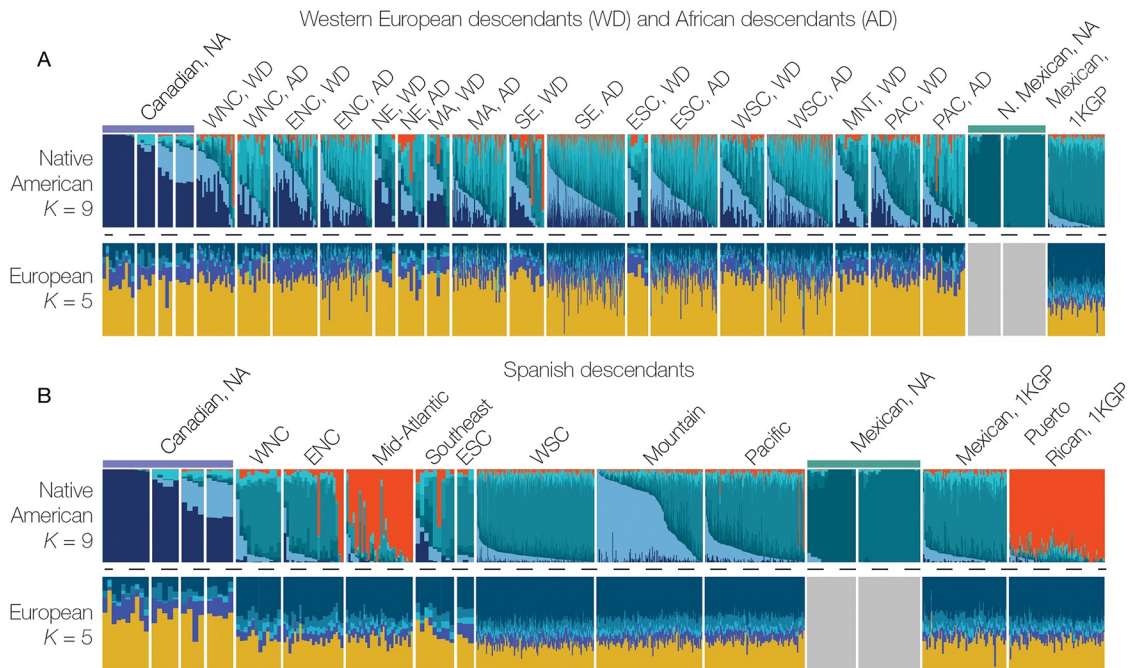 Western European descendants (WD) and African descendants (AD)
A
Canadian, NA
WNC, WD
WNC, AD
ENC, WD
ENC, AD
NE, WD
NE, AD
MA, WD
MA, AD
SE, WD
SE, AD
ESC, WD
ESC, AD
WSC, WD
WSC, AD
MNT, WD
PAC, WD
PAC, AD
N. Mexican, NA
Mexican,
1KGP
Native
American
K = 9
European
K = 5
Spanish descendants
B
Canadian, NA
WNC
ENC
Mid-Atlantic
Southeast
ESC
WSC
Mountain
Pacific
Mexican, NA
Mexican, 1KGP
Puerto
Rican, 1KGP
Native
American
K = 9
European
K = 5